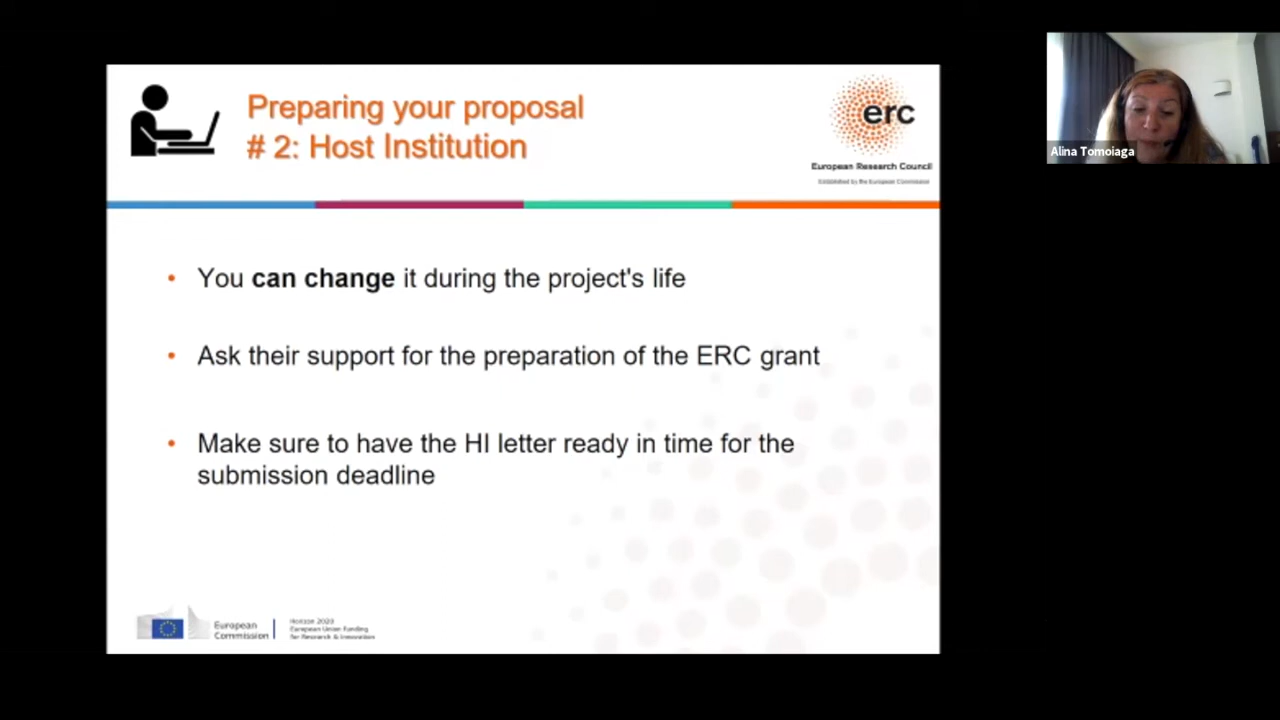 Preparing your proposal
# 2: Host Institution
erc
European Research Council
Established by the European Commission
Alina Tomoiaga
• You can change it during the project's life
• Ask their support for the preparation of the ERC grant
• Make sure to have the HI letter ready in time for the
submission deadline
European
Commission
Horizon 2020
European Union Funding
for Research & Innovation